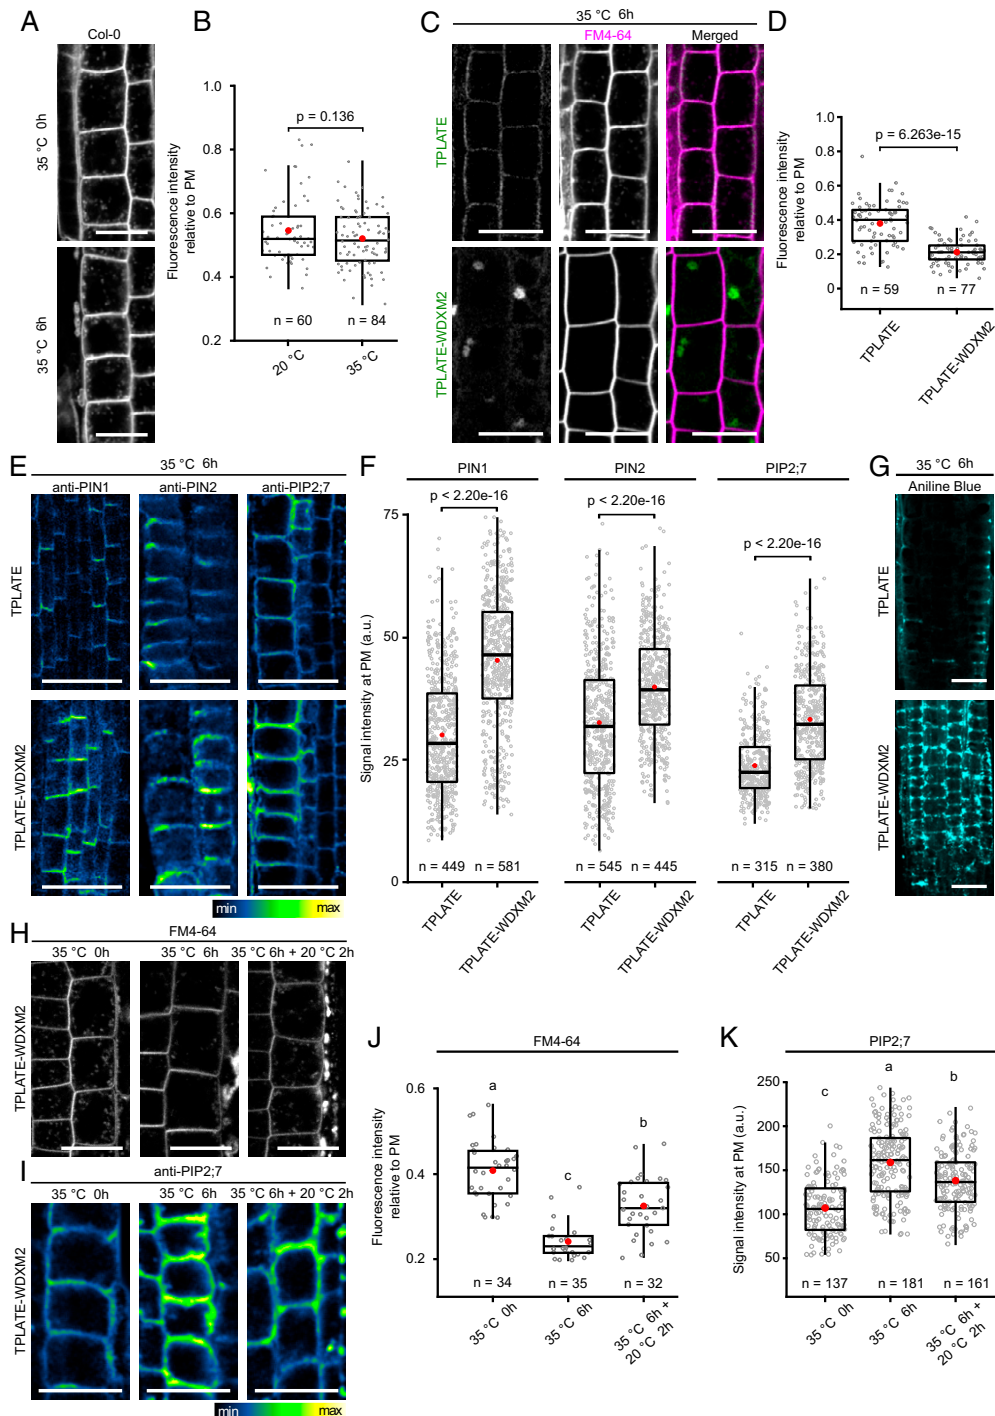 A
Col-0
35 °C 0h
35 °C 6h
B
Fluorescence intensity
relative to PM
1.0
0.8
0.6
0.4
0.2
p = 0.136
n = 60
n = 84
20 °C
35 °C
C
35 °C 6h
FM4-64
Merged
TPLATE
TPLATE-WDXM2
D
Fluorescence intensity
relative to PM
1.0
0.8
0.6
0.4
0.2
0
p = 6.263e-15
n = 59
n = 77
TPLATE
TPLATE-WDXM2
E
35 °C 6h
anti-PIN1
anti-PIN2
anti-PIP2;7
TPLATE
TPLATE-WDXM2
min
max
F
PIN1
PIN2
PIP2;7
Signal intensity at PM (a.u.)
75
50
25
0
p < 2.20e-16
p < 2.20e-16
p < 2.20e-16
n = 449
n = 581
n = 545
n = 445
n = 315
n = 380
TPLATE
TPLATE-WDXM2
TPLATE
TPLATE-WDXM2
TPLATE
TPLATE-WDXM2
G
35 °C 6h
Aniline Blue
TPLATE
TPLATE-WDXM2
H
FM4-64
35 °C 0h
35 °C 6h
35 °C 6h + 20 °C 2h
TPLATE-WDXM2
I
anti-PIP2;7
35 °C 0h
35 °C 6h
35 °C 6h + 20 °C 2h
TPLATE-WDXM2
min
max
J
FM4-64
Fluorescence intensity
relative to PM
0.6
0.4
0.2
a
c
b
n = 34
n = 35
n = 32
35 °C 0h
35 °C 6h
35 °C 6h +
20 °C 2h
K
PIP2;7
Signal intensity at PM (a.u.)
250
200
150
100
50
c
a
b
n = 137
n = 181
n = 161
35 °C 0h
35 °C 6h
35 °C 6h +
20 °C 2h